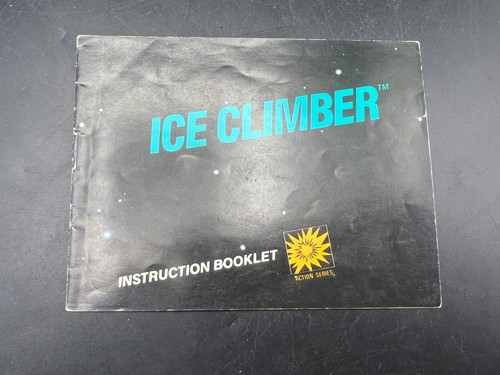 ICE CLIMBER™
INSTRUCTION BOOKLET
ACTION SERIES